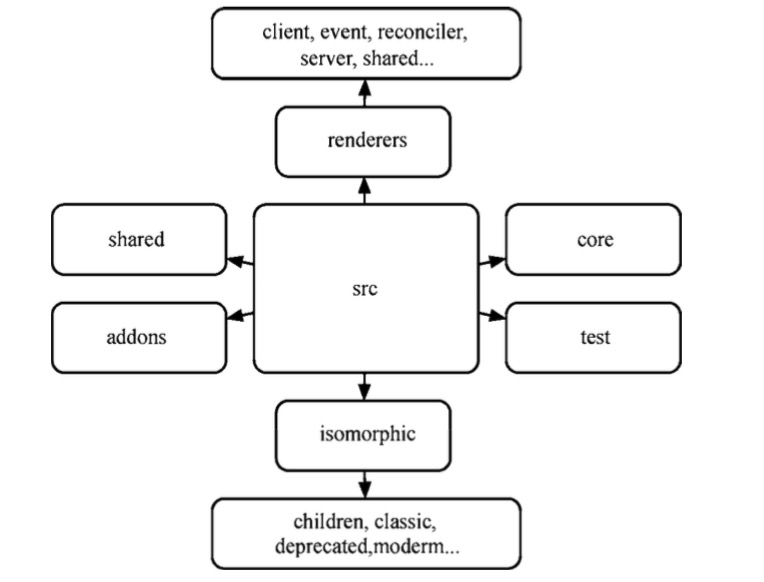 client, event, reconciler,
server, shared...
renderers
shared
core
src
addons
test
isomorphic
children, classic,
deprecated,moderm...